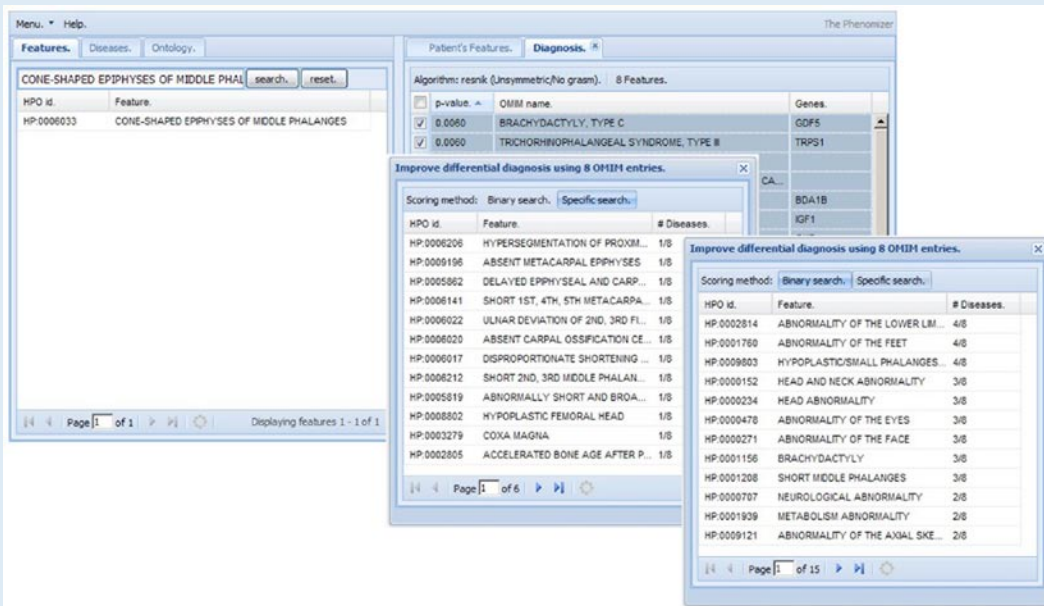 Menu. Help. The Phenomizer
Features. Diseases. Ontology.
CONE-SHAPED EPIPHYSES OF MIDDLE PHAL search. reset.
HPO id. Feature.
HP:0006033 CONE-SHAPED EPIPHYSES OF MIDDLE PHALANGES
Page 1 of 1 Displaying features 1 - 1 of 1
Patient's Features. Diagnosis.
Algorithm: resnik (Unsymmetric/No grasm). 8 Features.
p-value. OMIM name. Genes.
0.0060 BRACHYDACTYLY, TYPE C GDF5
0.0060 TRICHORHINOPHALANGEAL SYNDROME, TYPE III TRPS1
CA...
BDA1B
IGF1
Improve differential diagnosis using 8 OMIM entries.
Scoring method: Binary search. Specific search.
HPO id. Feature. # Diseases.
HP:0006206 HYPERSEGMENTATION OF PROXIM... 1/8
HP:0009196 ABSENT METACARPAL EPIPHYSES 1/8
HP:0005862 DELAYED EPIPHYSEAL AND CARP... 1/8
HP:0006141 SHORT 1ST, 4TH, 5TH METACARPA... 1/8
HP:0006022 ULNAR DEVIATION OF 2ND, 3RD FI... 1/8
HP:0006020 ABSENT CARPAL OSSIFICATION CE... 1/8
HP:0006017 DISPROPORTIONATE SHORTENING ... 1/8
HP:0006212 SHORT 2ND, 3RD MIDDLE PHALAN... 1/8
HP:0005819 ABNORMALLY SHORT AND BROA... 1/8
HP:0008802 HYPOPLASTIC FEMORAL HEAD 1/8
HP:0003279 COXA MAGNA 1/8
HP:0002805 ACCELERATED BONE AGE AFTER P... 1/8
Page 1 of 6
Improve differential diagnosis using 8 OMIM entries.
Scoring method: Binary search. Specific search.
HPO id. Feature. # Diseases.
HP:0002814 ABNORMALITY OF THE LOWER LIM... 4/8
HP:0001760 ABNORMALITY OF THE FEET 4/8
HP:0009803 HYPOPLASTIC/SMALL PHALANGES... 4/8
HP:0000152 HEAD AND NECK ABNORMALITY 3/8
HP:0000234 HEAD ABNORMALITY 3/8
HP:0000478 ABNORMALITY OF THE EYES 3/8
HP:0000271 ABNORMALITY OF THE FACE 3/8
HP:0001156 BRACHYDACTYLY 3/8
HP:0001208 SHORT MIDDLE PHALANGES 3/8
HP:0000707 NEUROLOGICAL ABNORMALITY 2/8
HP:0001939 METABOLISM ABNORMALITY 2/8
HP:0009121 ABNORMALITY OF THE AXIAL SKE... 2/8
Page 1 of 15